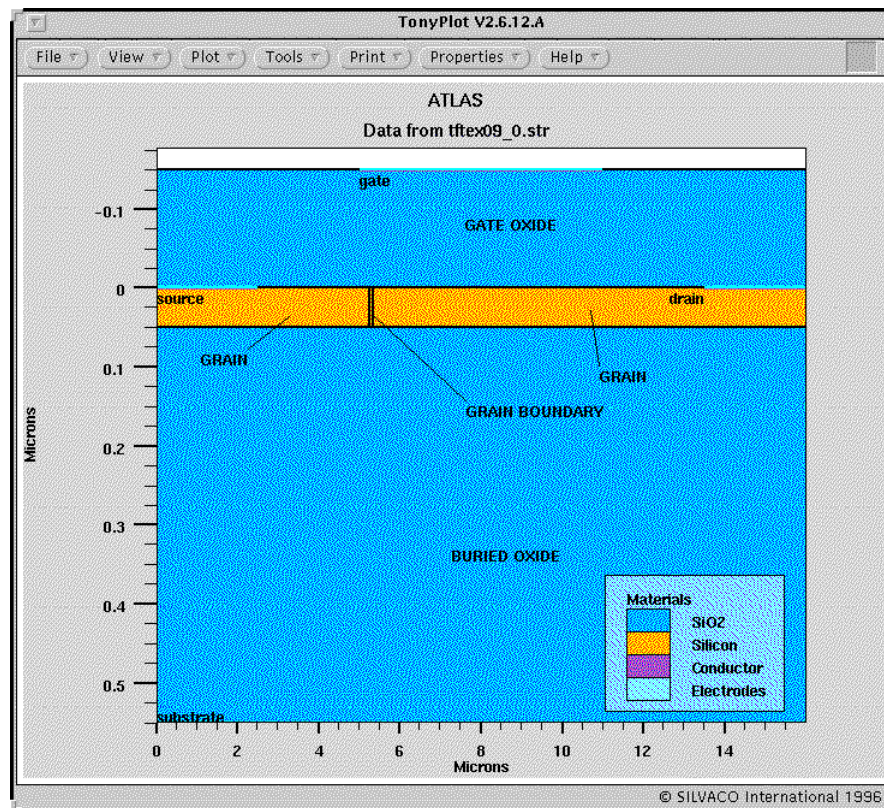 TonyPlot V2.6.12.A
File View Plot Tools Print Properties Help
ATLAS
Data from tftex09_0.str
gate
GATE OXIDE
source
drain
GRAIN
GRAIN
GRAIN BOUNDARY
BURIED OXIDE
substrate
Materials
SiO2
Silicon
Conductor
Electrodes
-0.1
0
0.1
0.2
0.3
0.4
0.5
Microns
0 2 4 6 8 10 12 14
Microns
© SILVACO International 1996